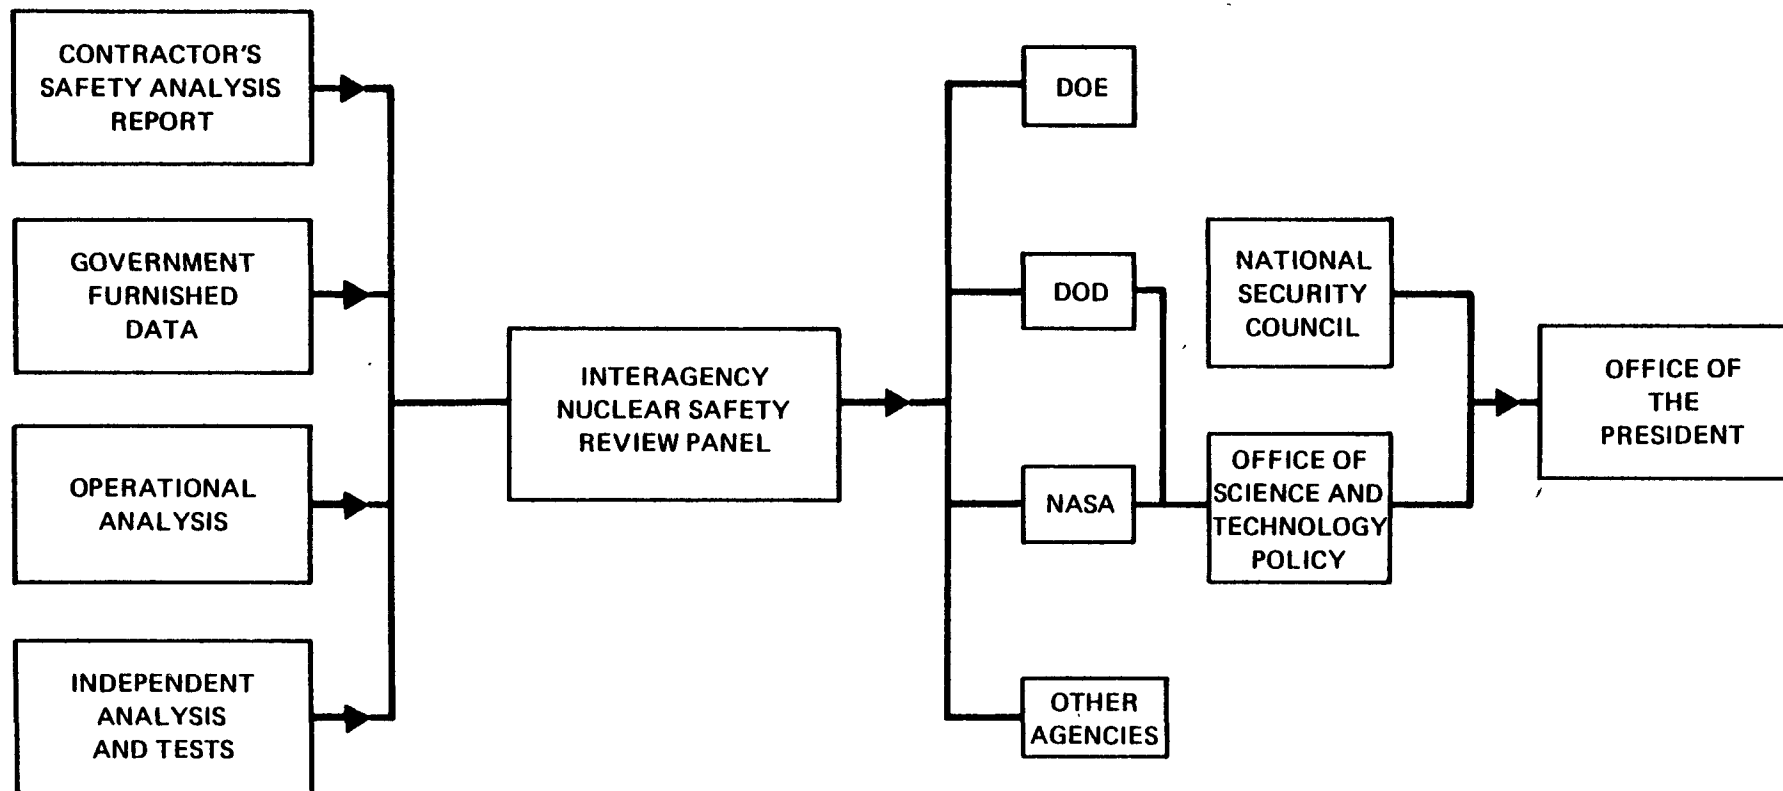 CONTRACTOR'S
SAFETY ANALYSIS
REPORT
GOVERNMENT
FURNISHED
DATA
OPERATIONAL
ANALYSIS
INDEPENDENT
ANALYSIS
AND TESTS
INTERAGENCY
NUCLEAR SAFETY
REVIEW PANEL
DOE
DOD
NASA
OTHER
AGENCIES
NATIONAL
SECURITY
COUNCIL
OFFICE OF
SCIENCE AND
TECHNOLOGY
POLICY
OFFICE OF
THE
PRESIDENT